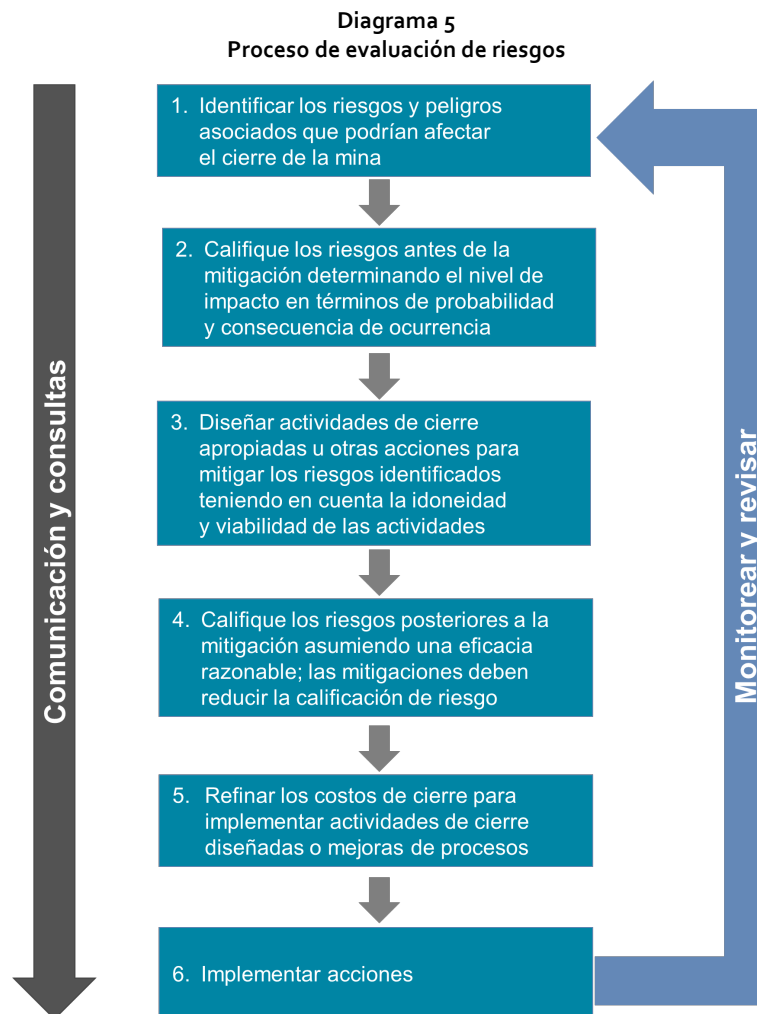 Diagrama 5
Proceso de evaluación de riesgos
Comunicación y consultas
1. Identificar los riesgos y peligros
asociados que podrían afectar
el cierre de la mina
2. Califique los riesgos antes de la
mitigación determinando el nivel de
impacto en términos de probabilidad
y consecuencia de ocurrencia
3. Diseñar actividades de cierre
apropiadas u otras acciones para
mitigar los riesgos identificados
teniendo en cuenta la idoneidad
y viabilidad de las actividades
4. Califique los riesgos posteriores a la
mitigación asumiendo una eficacia
razonable; las mitigaciones deben
reducir la calificación de riesgo
5. Refinar los costos de cierre para
implementar actividades de cierre
diseñadas o mejoras de procesos
6. Implementar acciones
Monitorear y revisar